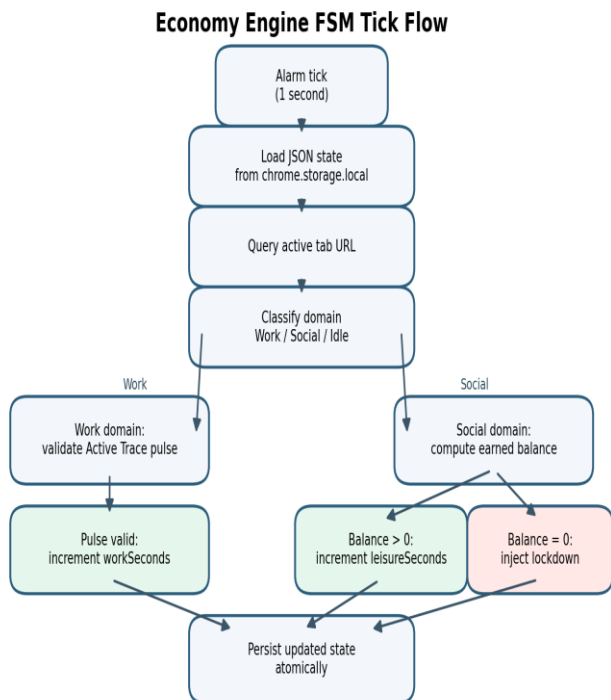 Economy Engine FSM Tick Flow
Alarm tick
(1 second)
Load JSON state
from chrome.storage.local
Query active tab URL
Classify domain
Work / Social / Idle
Work
Social
Work domain:
validate Active Trace pulse
Social domain:
compute earned balance
Pulse valid:
increment workSeconds
Balance > 0:
increment leisureSeconds
Balance = 0:
inject lockdown
Persist updated state
atomically